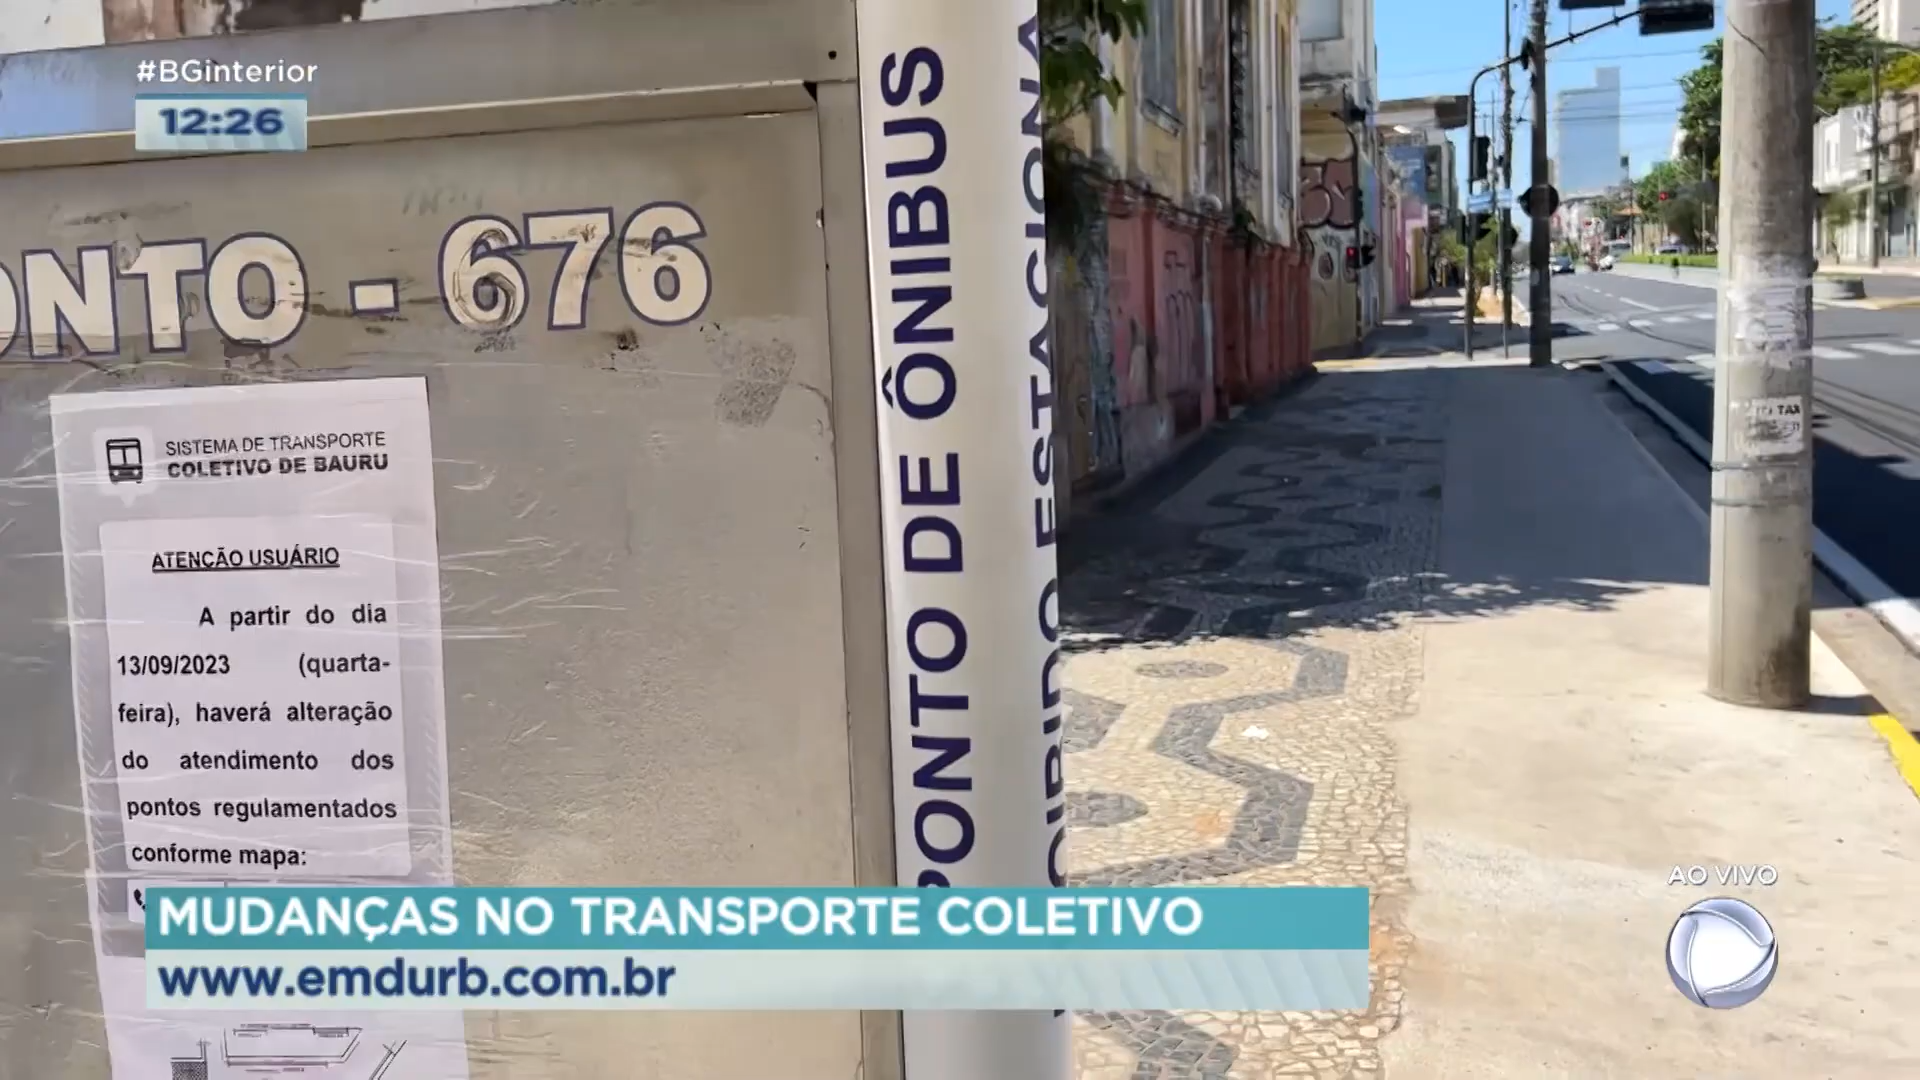 #BGinterior
12:26
ONTO - 676
SISTEMA DE TRANSPORTE
COLETIVO DE BAURU
ATENÇÃO USUÁRIO
A partir do dia
13/09/2023 (quarta-
feira), haverá alteração
do atendimento dos
pontos regulamentados
conforme mapa:
PONTO DE ÔNIBUS
OIBIDO ESTACIONA
TAX
AO VIVO
MUDANÇAS NO TRANSPORTE COLETIVO
www.emdurb.com.br